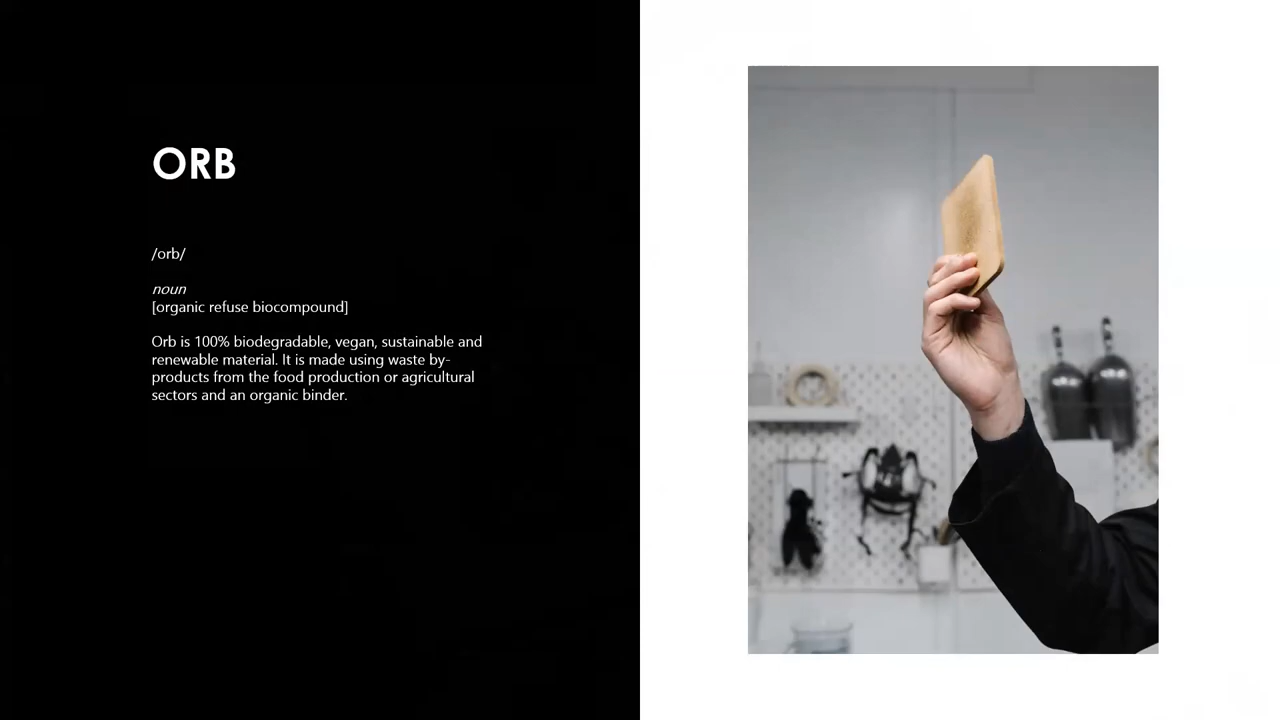 ORB
/orb/
noun
[organic refuse biocompound]
Orb is 100% biodegradable, vegan, sustainable and
renewable material. It is made using waste by-
products from the food production or agricultural
sectors and an organic binder.